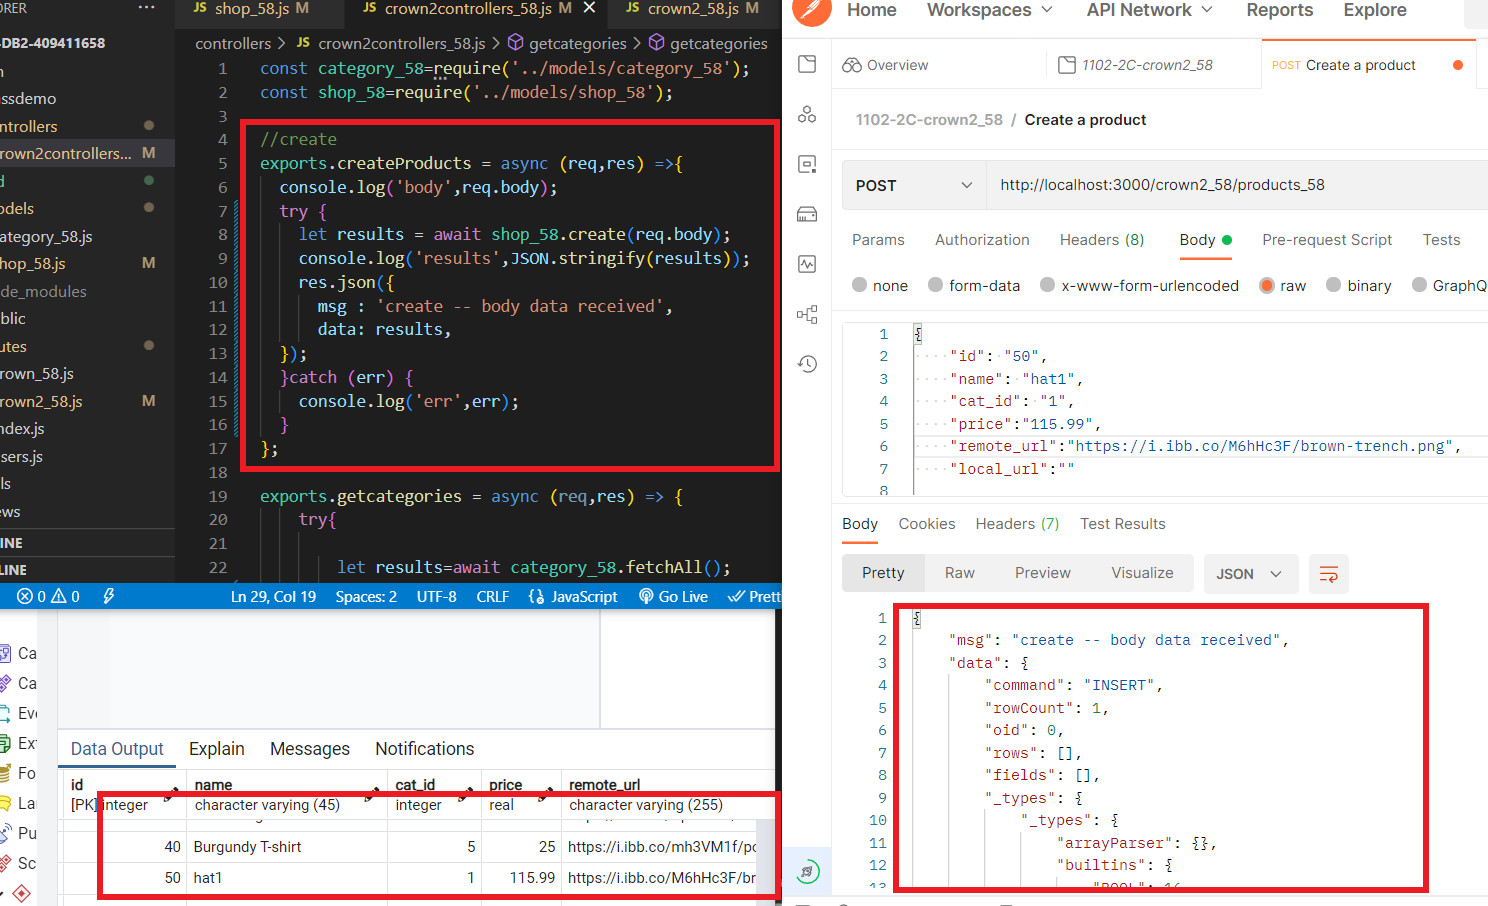 ORER
···
JS shop_58.js M
JS crown2controllers_58.js M ×
JS crown2_58.js M
-DB2-409411658
ssdemo
ntrollers
rown2controllers... M
d
odels
ategory_58.js
hop_58.js M
de_modules
blic
utes
rown_58.js
rown2_58.js M
ndex.js
sers.js
ls
ews
INE
LINE
controllers > JS crown2controllers_58.js > getcategories > getcategories
1 const category_58=require('../models/category_58');
2 const shop_58=require('../models/shop_58');
3
4 //create
5 exports.createProducts = async (req,res) =>{
6 console.log('body',req.body);
7 try {
8 let results = await shop_58.create(req.body);
9 console.log('results',JSON.stringify(results));
10 res.json({
11 msg : 'create -- body data received',
12 data: results,
13 });
14 }catch (err) {
15 console.log('err',err);
16 }
17 };
18
19 exports.getcategories = async (req,res) => {
20 try{
21
22 let results=await category_58.fetchAll();
0 0 Ln 29, Col 19 Spaces: 2 UTF-8 CRLF JavaScript Go Live Prett
Ca
Ca
Eve
Ext
Fo
La
Pu
Sc
Data Output Explain Messages Notifications
id name cat_id price remote_url
[PK] integer character varying (45) integer real character varying (255)
40 Burgundy T-shirt 5 25 https://i.ibb.co/mh3VM1f/po
50 hat1 1 115.99 https://i.ibb.co/M6hHc3F/br
Home Workspaces API Network Reports Explore
Overview 1102-2C-crown2_58 POST Create a product
1102-2C-crown2_58 / Create a product
POST http://localhost:3000/crown2_58/products_58
Params Authorization Headers (8) Body Pre-request Script Tests
none form-data x-www-form-urlencoded raw binary GraphQ
1 {
2 "id": "50",
3 "name": "hat1",
4 "cat_id": "1",
5 "price":"115.99",
6 "remote_url":"https://i.ibb.co/M6hHc3F/brown-trench.png",
7 "local_url":""
8
Body Cookies Headers (7) Test Results
Pretty Raw Preview Visualize JSON
1 {
2 "msg": "create -- body data received",
3 "data": {
4 "command": "INSERT",
5 "rowCount": 1,
6 "oid": 0,
7 "rows": [],
8 "fields": [],
9 "_types": {
10 "_types": {
11 "arrayParser": {},
12 "builtins": {
13 "BOOL": 16